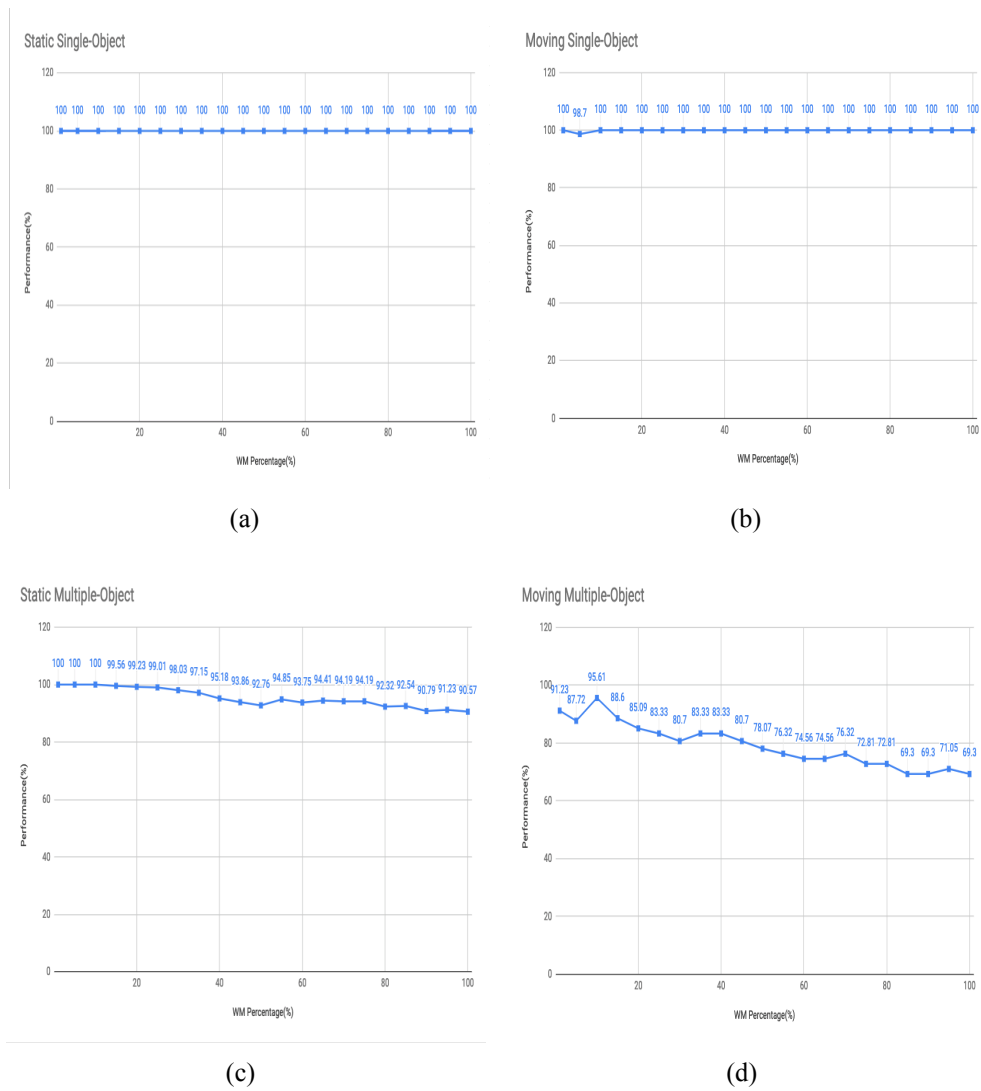 Static Single-Object
120
100 100 100 100 100 100 100 100 100 100 100 100 100 100 100 100 100 100 100 100 100
100
80
60
40
20
0
Performance(%)
20 40 60 80 100
WM Percentage(%)
(a)
Moving Single-Object
120
100 98.7 100 100 100 100 100 100 100 100 100 100 100 100 100 100 100 100 100 100 100
100
80
60
40
20
0
Performance(%)
20 40 60 80 100
WM Percentage(%)
(b)
Static Multiple-Object
120
100 100 100 99.56 99.23 99.01 98.03 97.15 95.18 93.86 92.76 94.85 93.75 94.41 94.19 94.19 92.32 92.54 90.79 91.23 90.57
100
80
60
40
20
0
Performance(%)
20 40 60 80 100
WM Percentage(%)
(c)
Moving Multiple-Object
120
91.23 87.72 95.61 88.6 85.09 83.33 80.7 83.33 83.33 80.7 78.07 76.32 74.56 74.56 76.32 72.81 72.81 69.3 69.3 71.05 69.3
100
80
60
40
20
0
Performance(%)
20 40 60 80 100
WM Percentage(%)
(d)